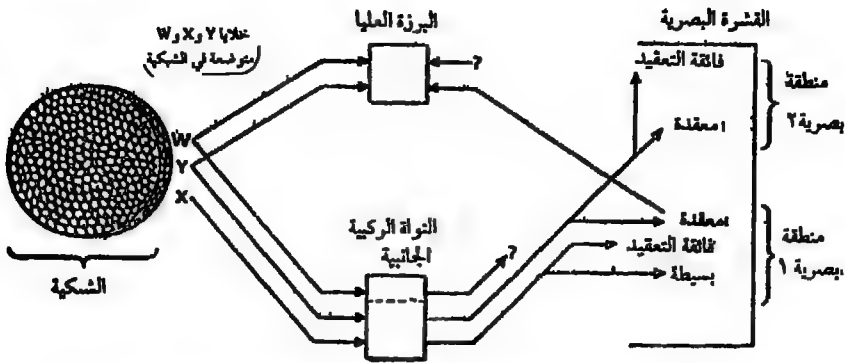 القشرة البصرية
البرزة العليا
خلايا Y و X و W
متوضعة في الشبكية
?
فائقة التعقيد
معقدة
منطقة
بصرية ٢
W
Y
X
معقدة
فائقة التعقيد
بسيطة
منطقة
بصرية ١
النواة الركبية
الجانبية
?
الشبكية